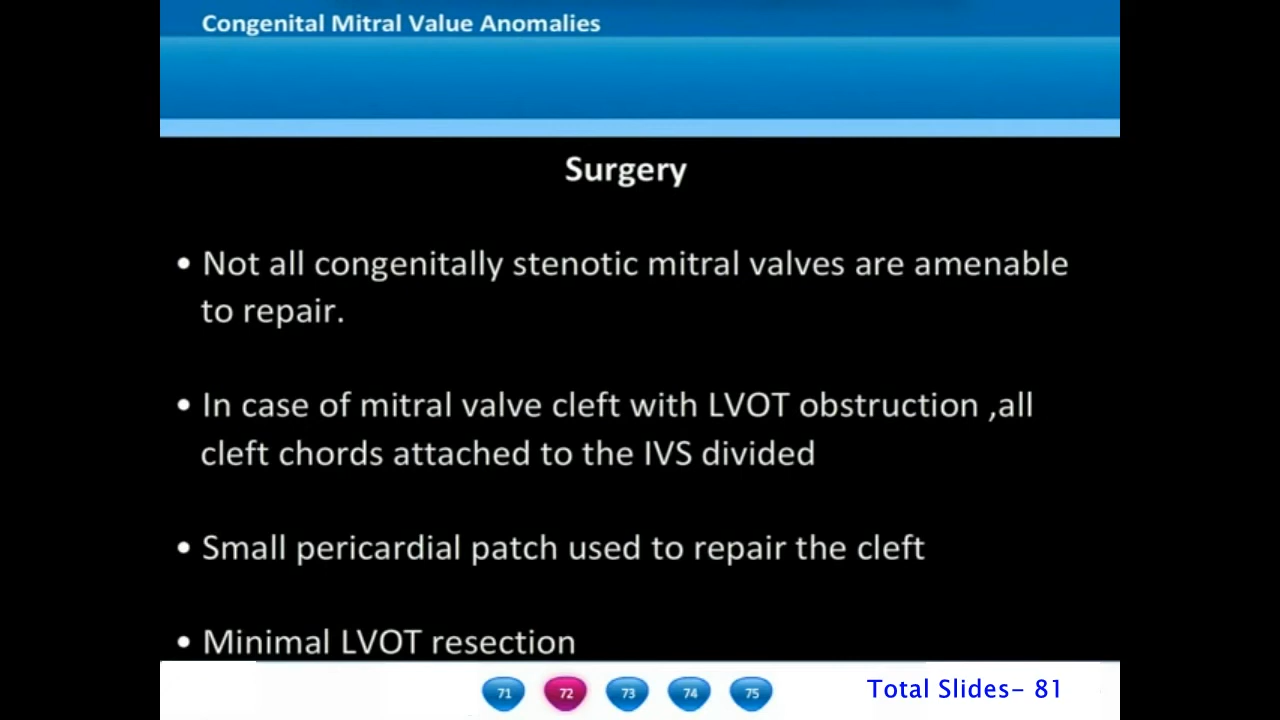 Congenital Mitral Value Anomalies
Surgery
• Not all congenitally stenotic mitral valves are amenable
to repair.
• In case of mitral valve cleft with LVOT obstruction ,all
cleft chords attached to the IVS divided
• Small pericardial patch used to repair the cleft
• Minimal LVOT resection
71 72 73 74 75
Total Slides- 81